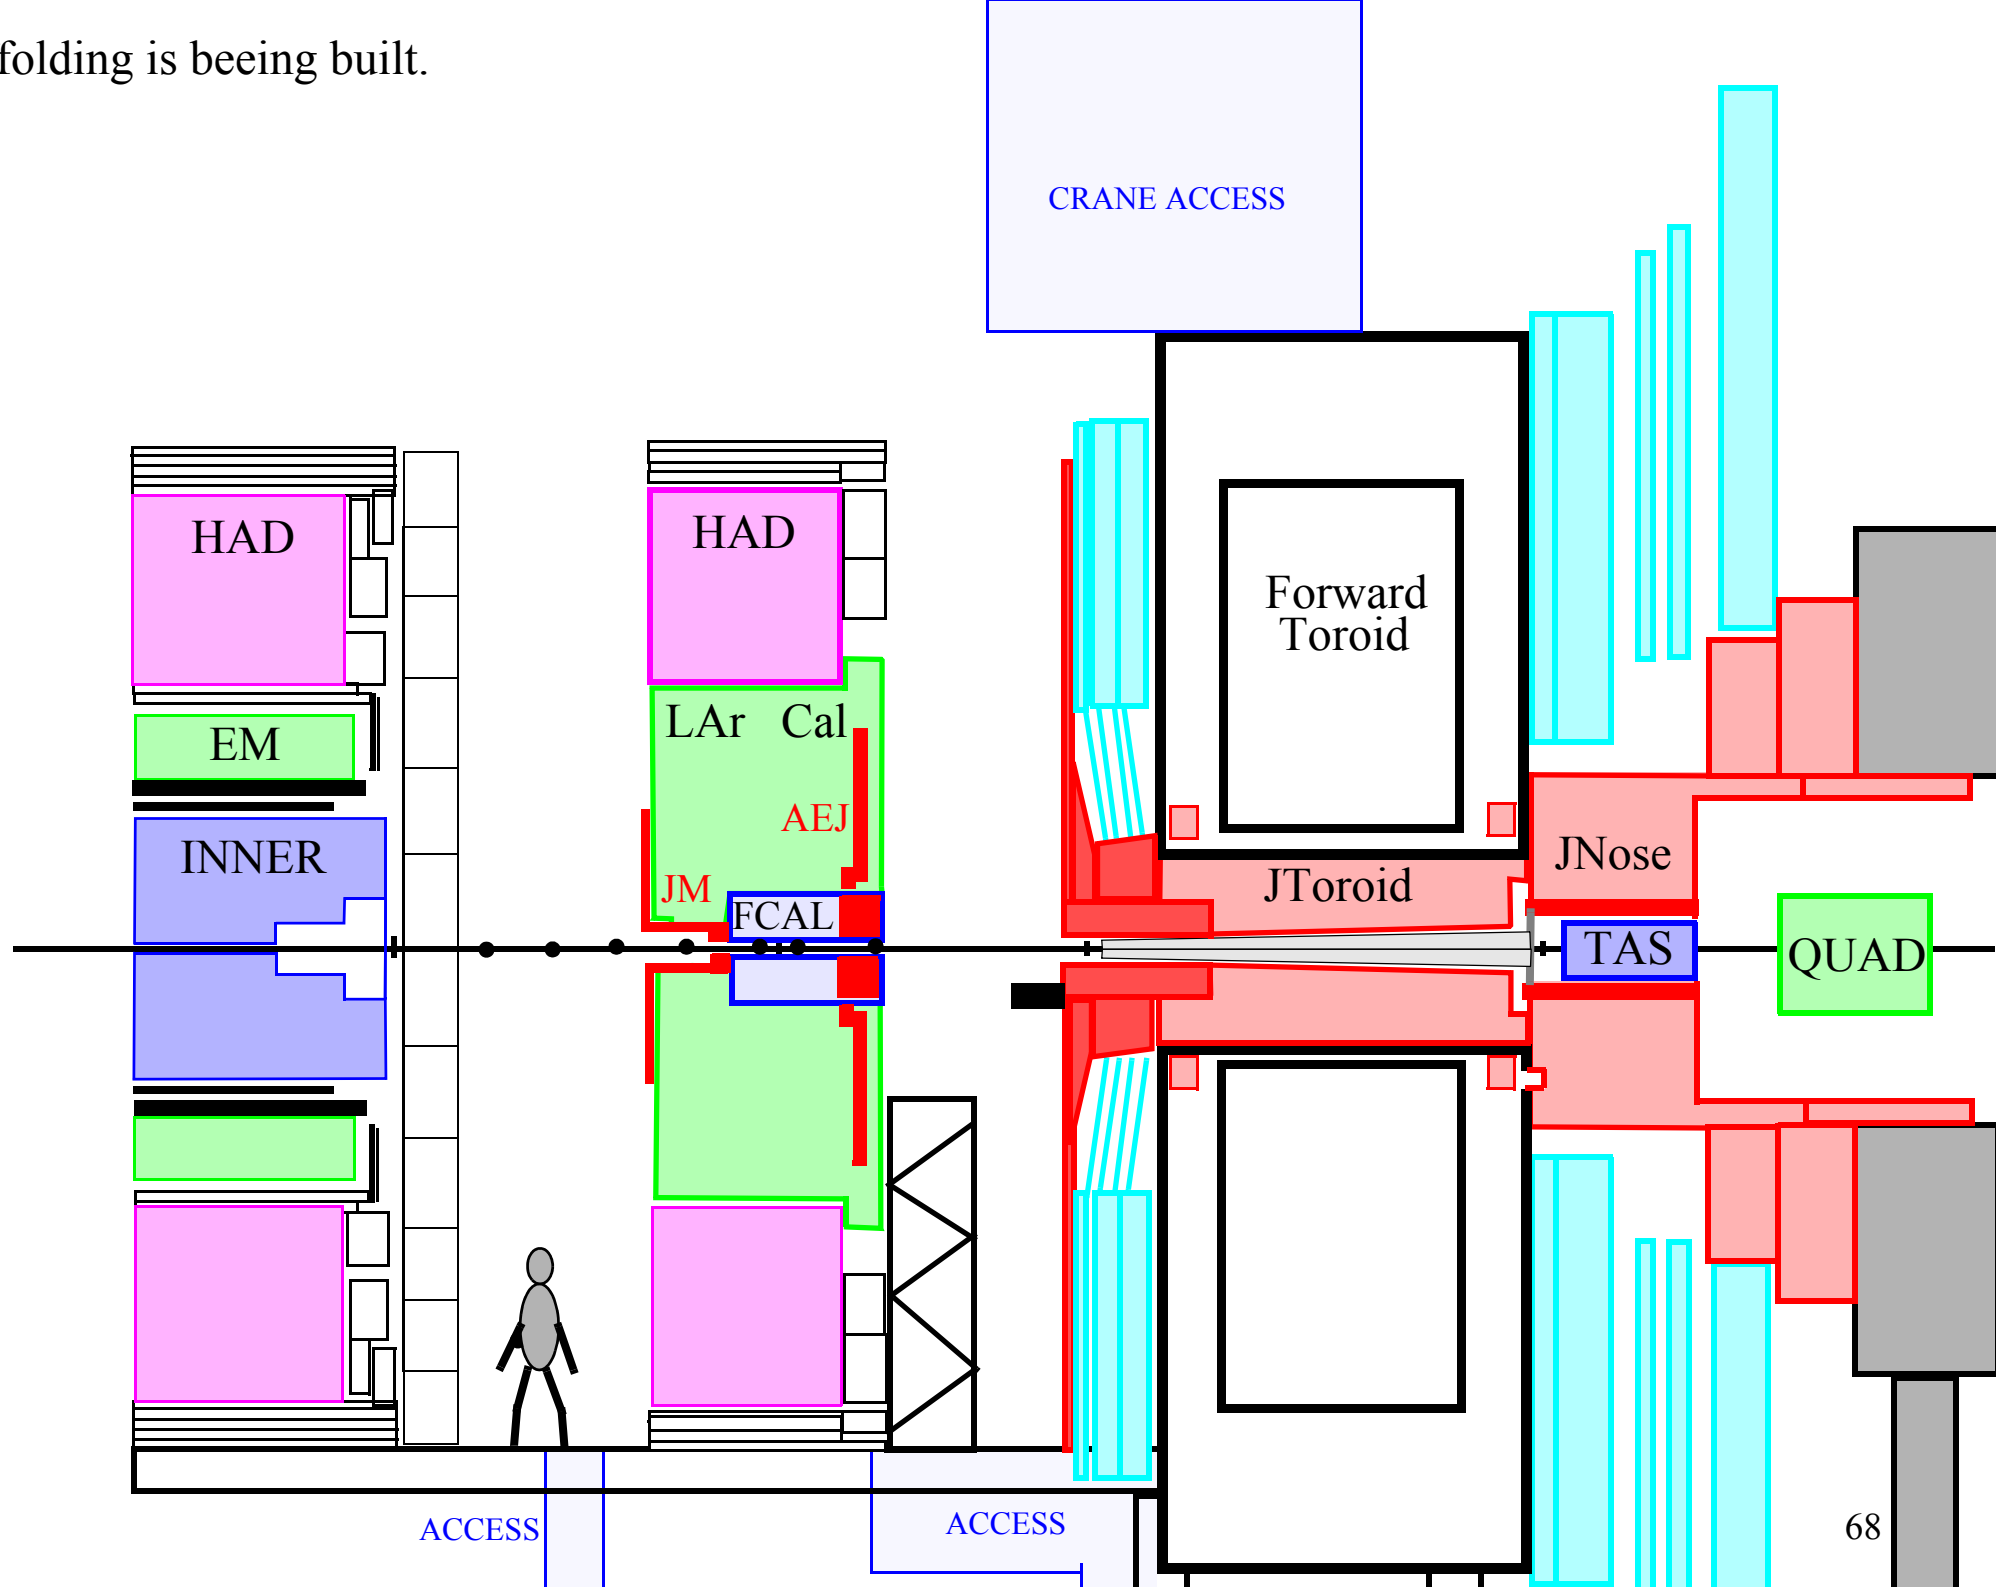 folding is beeing built.
CRANE ACCESS
HAD
HAD
Forward
Toroid
LAr Cal
EM
AEJ
INNER
JNose
JM
JToroid
FCAL
TAS
QUAD
ACCESS
ACCESS
68